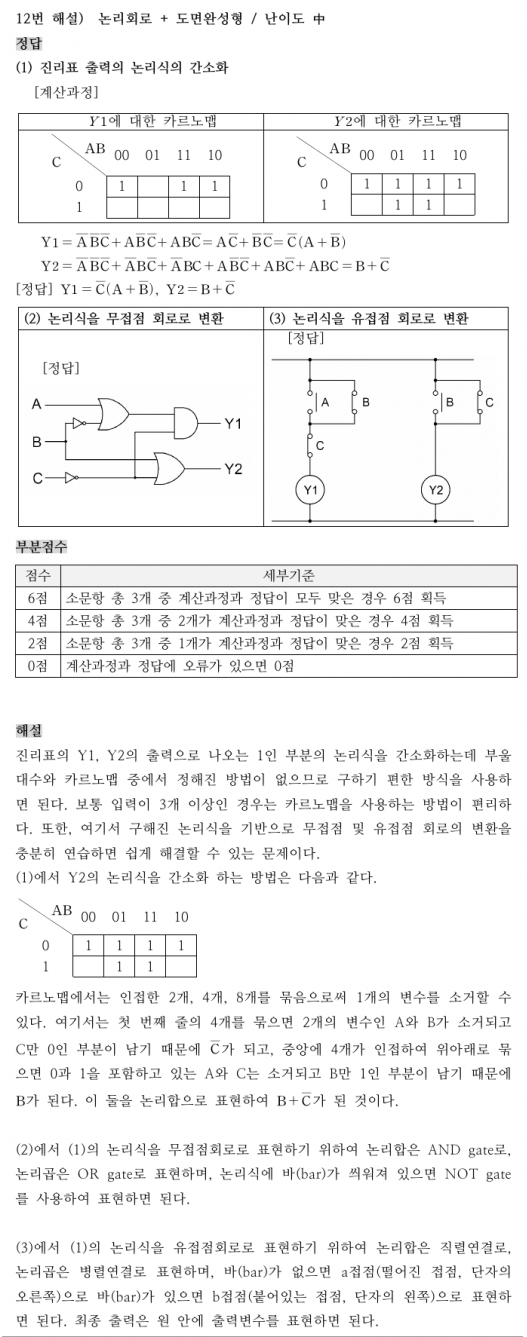 12번 해설) 논리회로 + 도면완성형 / 난이도 中
정답
(1) 진리표 출력의 논리식의 간소화
[계산과정]
Y1에 대한 카르노맵
Y2에 대한 카르노맵
C AB 00 01 11 10
0 1 1 1
1
C AB 00 01 11 10
0 1 1 1 1
1 1 1
Y1 = A̅ B̅C̅ + AB̅C̅ + ABC̅ = AC̅ + B̅C̅ = C̅(A + B̅)
Y2 = A̅ B̅C̅ + A̅BC̅ + A̅BC + AB̅C̅ + ABC̅ + ABC = B + C̅
[정답] Y1 = C̅(A + B̅), Y2 = B + C̅
(2) 논리식을 무접점 회로로 변환
(3) 논리식을 유접점 회로로 변환
[정답]
A
B
C
Y1
Y2
[정답]
A B B C
C
Y1 Y2
부분점수
점수 세부기준
6점 소문항 총 3개 중 계산과정과 정답이 모두 맞은 경우 6점 획득
4점 소문항 총 3개 중 2개가 계산과정과 정답이 맞은 경우 4점 획득
2점 소문항 총 3개 중 1개가 계산과정과 정답이 맞은 경우 2점 획득
0점 계산과정과 정답에 오류가 있으면 0점
해설
진리표의 Y1, Y2의 출력으로 나오는 1인 부분의 논리식을 간소화하는데 부울
대수와 카르노맵 중에서 정해진 방법이 없으므로 구하기 편한 방식을 사용하
면 된다. 보통 입력이 3개 이상인 경우는 카르노맵을 사용하는 방법이 편리하
다. 또한, 여기서 구해진 논리식을 기반으로 무접점 및 유접점 회로의 변환을
충분히 연습하면 쉽게 해결할 수 있는 문제이다.
(1)에서 Y2의 논리식을 간소화 하는 방법은 다음과 같다.
C AB 00 01 11 10
0 1 1 1 1
1 1 1
카르노맵에서는 인접한 2개, 4개, 8개를 묶음으로써 1개의 변수를 소거할 수
있다. 여기서는 첫 번째 줄의 4개를 묶으면 2개의 변수인 A와 B가 소거되고
C만 0인 부분이 남기 때문에 C̅가 되고, 중앙에 4개가 인접하여 위아래로 묶
으면 0과 1을 포함하고 있는 A와 C는 소거되고 B만 1인 부분이 남기 때문에
B가 된다. 이 둘을 논리합으로 표현하여 B + C̅가 된 것이다.
(2)에서 (1)의 논리식을 무접점회로로 표현하기 위하여 논리합은 AND gate로,
논리곱은 OR gate로 표현하며, 논리식에 바(bar)가 씌워져 있으면 NOT gate
를 사용하여 표현하면 된다.
(3)에서 (1)의 논리식을 유접점회로로 표현하기 위하여 논리합은 직렬연결로,
논리곱은 병렬연결로 표현하며, 바(bar)가 없으면 a접점(떨어진 접점, 단자의
오른쪽)으로 바(bar)가 있으면 b접점(붙어있는 접점, 단자의 왼쪽)으로 표현하
면 된다. 최종 출력은 원 안에 출력변수를 표현하면 된다.